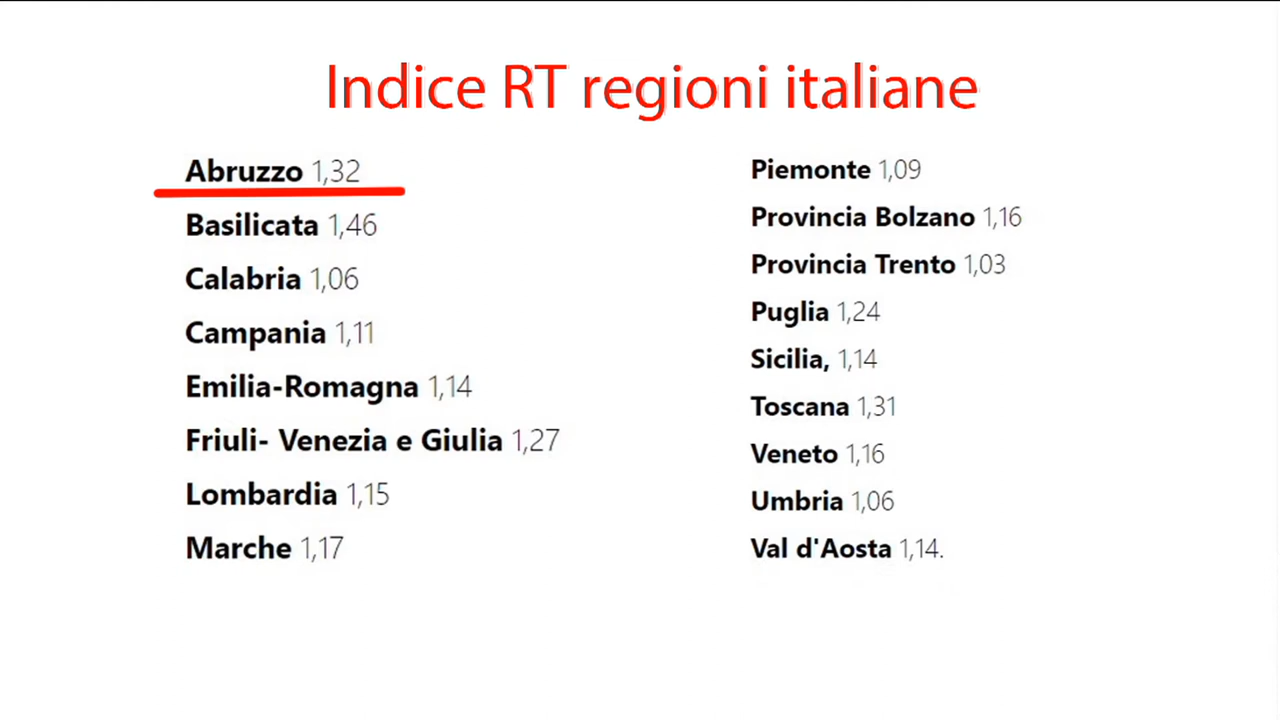 Indice RT regioni italiane
Abruzzo 1,32
Basilicata 1,46
Calabria 1,06
Campania 1,11
Emilia-Romagna 1,14
Friuli- Venezia e Giulia 1,27
Lombardia 1,15
Marche 1,17
Piemonte 1,09
Provincia Bolzano 1,16
Provincia Trento 1,03
Puglia 1,24
Sicilia, 1,14
Toscana 1,31
Veneto 1,16
Umbria 1,06
Val d'Aosta 1,14.